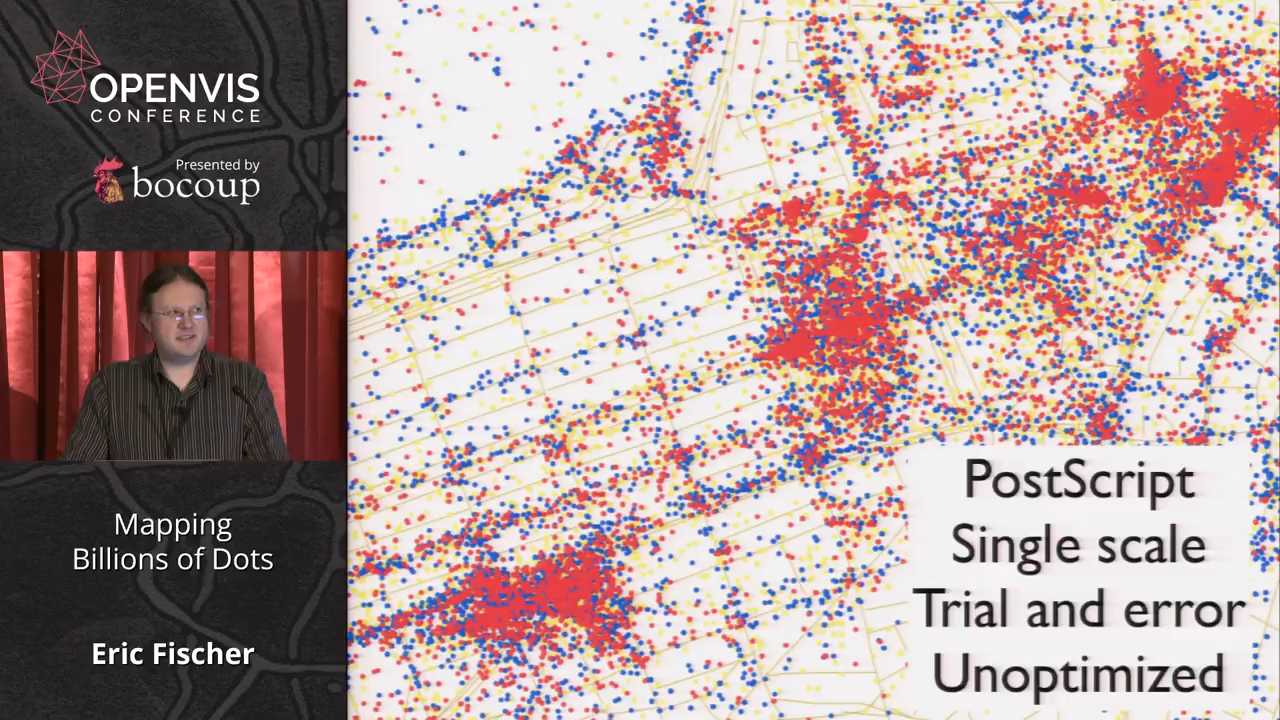 OPENVIS
CONFERENCE
Presented by
bocoup
Mapping
Billions of Dots
Eric Fischer
PostScript
Single scale
Trial and error
Unoptimized